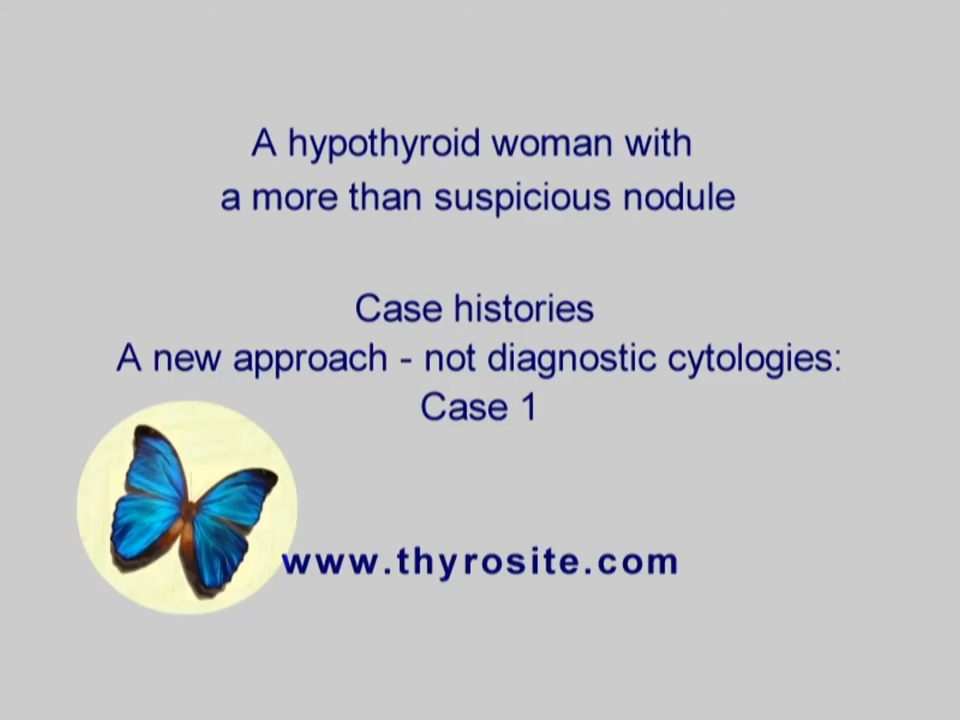 A hypothyroid woman with
a more than suspicious nodule
Case histories
A new approach - not diagnostic cytologies:
Case 1
www.thyrosite.com